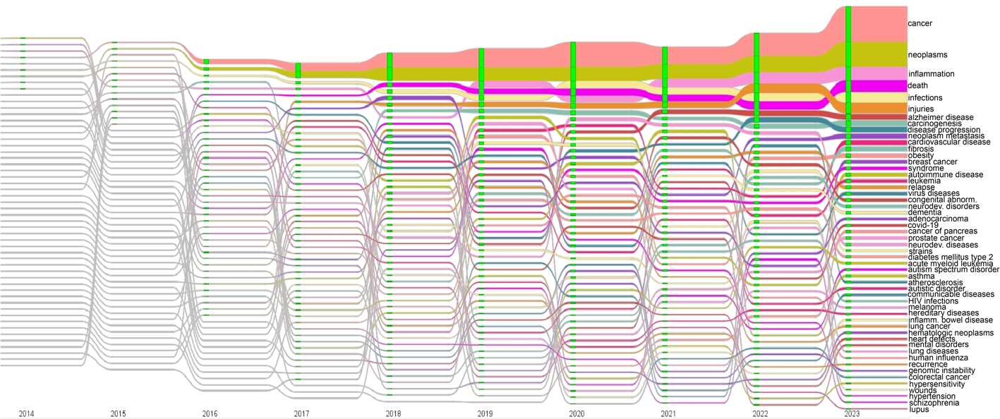 cancer
neoplasms
inflammation
death
infections
injuries
alzheimer disease
carcinogenesis
disease progression
neoplasm metastasis
cardiovascular disease
fibrosis
obesity
breast cancer
syndrome
autoimmune disease
leukemia
relapse
virus diseases
congenital abnorm.
neurodev. disorders
dementia
adenocarcinoma
covid-19
cancer of pancreas
prostate cancer
neurodev. diseases
strains
diabetes mellitus type 2
acute myeloid leukemia
autism spectrum disorder
asthma
atherosclerosis
autistic disorder
communicable diseases
HIV infections
melanoma
hereditary diseases
inflamm. bowel disease
lung cancer
hematologic neoplasms
heart defects
mental disorders
lung diseases
human influenza
recurrence
genomic instability
colorectal cancer
hypersensitivity
wounds
hypertension
schizophrenia
lupus
2014 2015 2016 2017 2018 2019 2020 2021 2022 2023